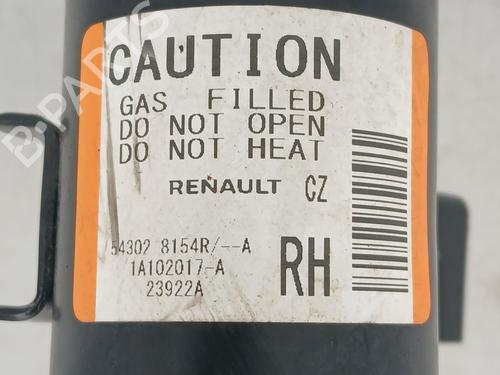 CAUTION
GAS FILLED
DO NOT OPEN
DO NOT HEAT
RENAULT CZ
54302 8154R/--A
1A102017-A
23922A
RH
B-PARTS